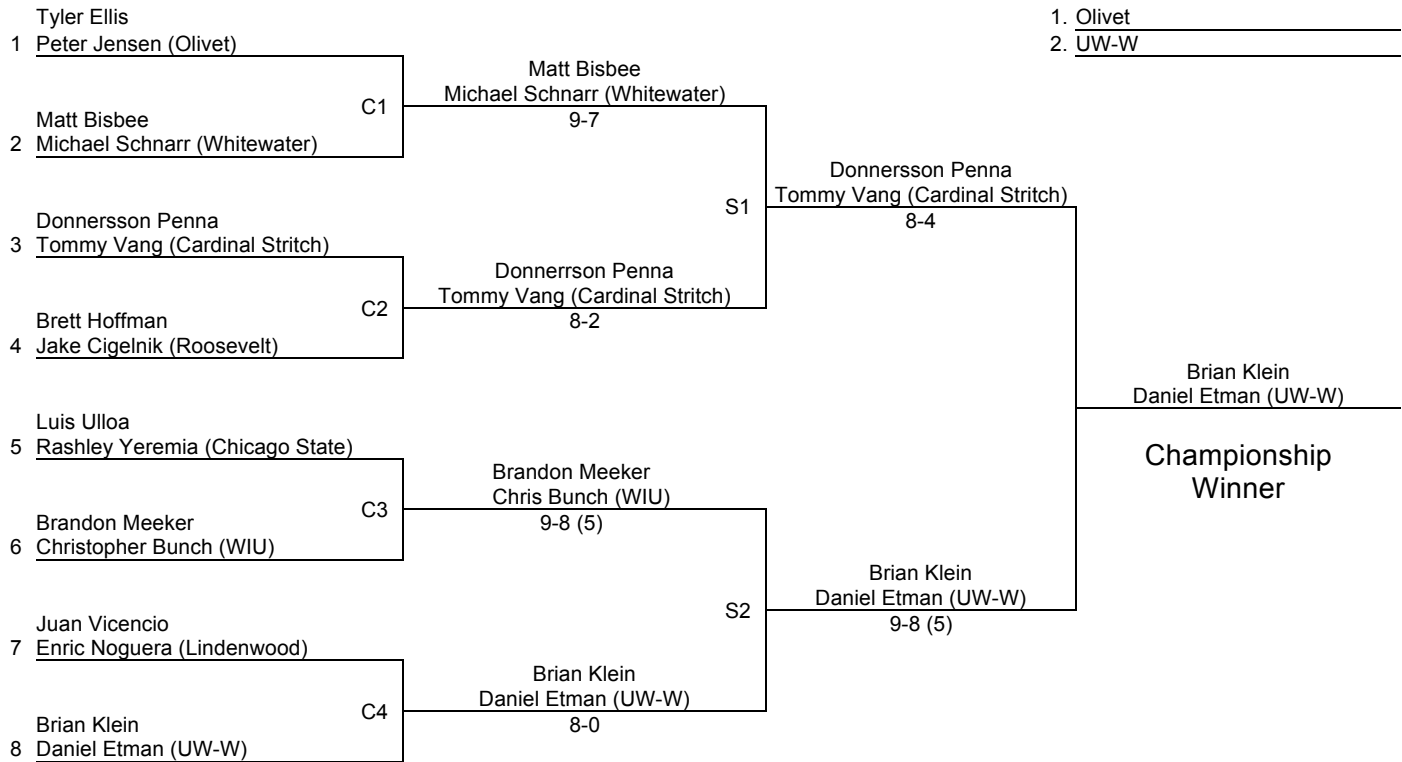 Tyler Ellis
1 Peter Jensen (Olivet)
1. Olivet
2. UW-W
Matt Bisbee
Michael Schnarr (Whitewater)
9-7
C1
Matt Bisbee
2 Michael Schnarr (Whitewater)
Donnersson Penna
Tommy Vang (Cardinal Stritch)
8-4
S1
Donnersson Penna
3 Tommy Vang (Cardinal Stritch)
Donnerrson Penna
Tommy Vang (Cardinal Stritch)
8-2
C2
Brett Hoffman
4 Jake Cigelnik (Roosevelt)
Brian Klein
Daniel Etman (UW-W)
Championship
Winner
Luis Ulloa
5 Rashley Yeremia (Chicago State)
Brandon Meeker
Chris Bunch (WIU)
9-8 (5)
C3
Brandon Meeker
6 Christopher Bunch (WIU)
Brian Klein
Daniel Etman (UW-W)
9-8 (5)
S2
Juan Vicencio
7 Enric Noguera (Lindenwood)
Brian Klein
Daniel Etman (UW-W)
8-0
C4
Brian Klein
8 Daniel Etman (UW-W)